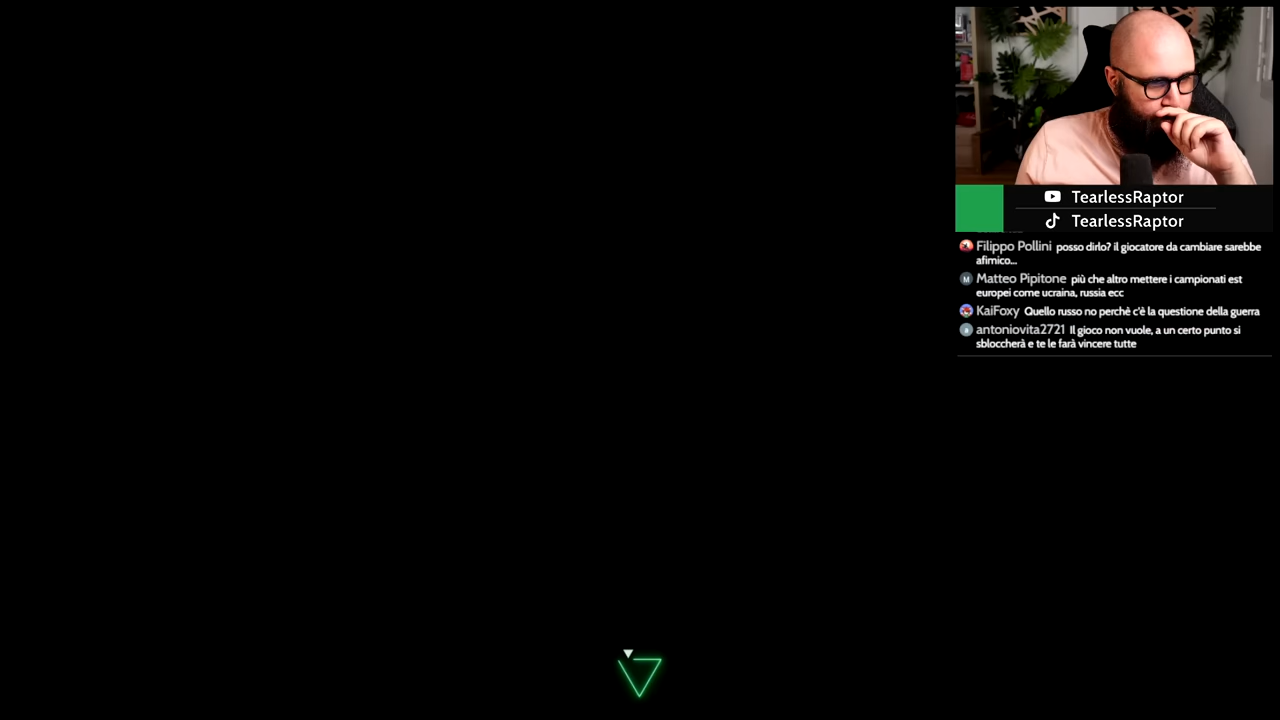 TearlessRaptor
TearlessRaptor
Filippo Pollini posso dirlo? il giocatore da cambiare sarebbe
afimico...
Matteo Pipitone più che altro mettere i campionati est
europei come ucraina, russia ecc
KaiFoxy Quello russo no perchè c'è la questione della guerra
antoniovita2721 Il gioco non vuole, a un certo punto si
sbloccherà e te le farà vincere tutte